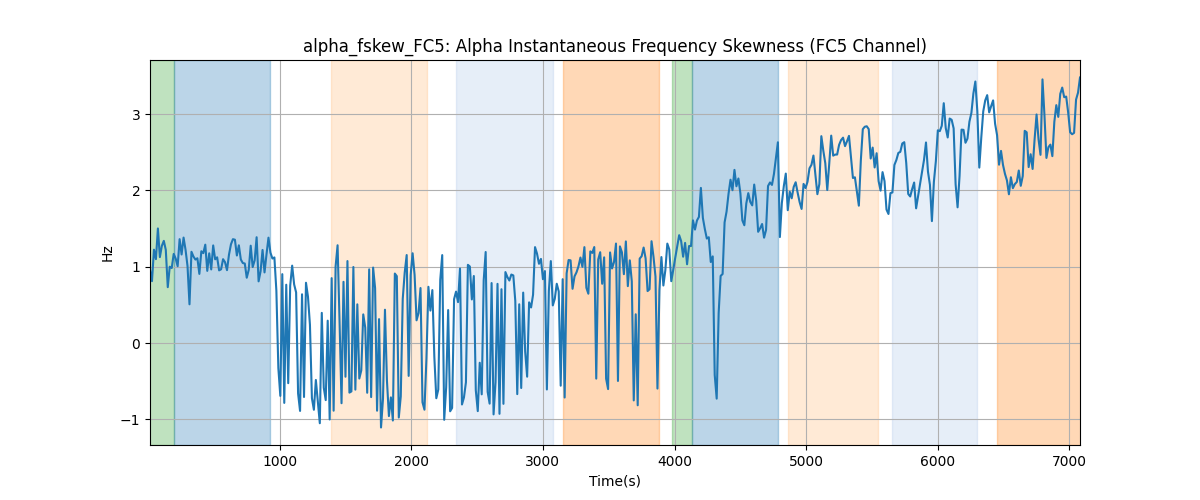 alpha_fskew_FC5: Alpha Instantaneous Frequency Skewness (FC5 Channel)
3
2
1
0
−1
Hz
1000 2000 3000 4000 5000 6000 7000
Time(s)